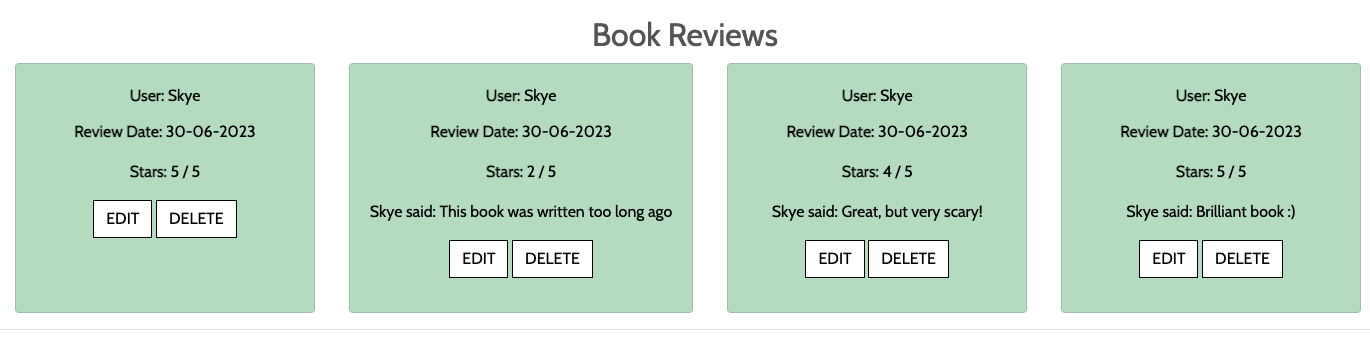 Book Reviews
User: Skye
Review Date: 30-06-2023
Stars: 5 / 5
EDIT DELETE
User: Skye
Review Date: 30-06-2023
Stars: 2 / 5
Skye said: This book was written too long ago
EDIT DELETE
User: Skye
Review Date: 30-06-2023
Stars: 4 / 5
Skye said: Great, but very scary!
EDIT DELETE
User: Skye
Review Date: 30-06-2023
Stars: 5 / 5
Skye said: Brilliant book :)
EDIT DELETE